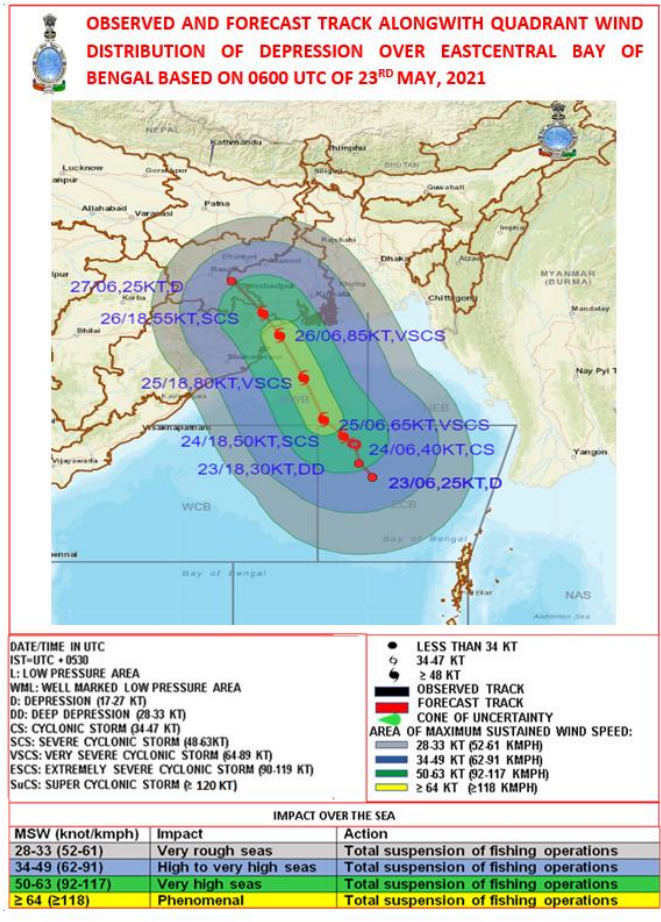 OBSERVED AND FORECAST TRACK ALONGWITH QUADRANT WIND
DISTRIBUTION OF DEPRESSION OVER EASTCENTRAL BAY OF
BENGAL BASED ON 0600 UTC OF 23RD MAY, 2021
NEPAL
Kathmandu
Thimphu
BHUTAN
Lucknow
Guwahati
Allahabad
Patna
Imphal
Rajshahi
Dhaka
27/06,25KT,D
Chittagong
MYANMAR
(BURMA)
Mandalay
26/18,55KT,SCS
26/06,85KT,VSCS
Bhilai
Nay Pyi T
25/18,80KT,VSCS
NWB
NEB
Visakhapatnam
25/06,65KT,VSCS
24/18,50KT,SCS
24/06,40KT,CS
Vijayawada
Yangon
23/18,30KT,DD
23/06,25KT,D
WCB
ECB
Bay of Bengal
ennai
Bay of Bengal
NAS
Andaman Sea
DATE/TIME IN UTC
IST=UTC + 0530
L: LOW PRESSURE AREA
WML: WELL MARKED LOW PRESSURE AREA
D: DEPRESSION (17-27 KT)
DD: DEEP DEPRESSION (28-33 KT)
CS: CYCLONIC STORM (34-47 KT)
SCS: SEVERE CYCLONIC STORM (48-63KT)
VSCS: VERY SEVERE CYCLONIC STORM (64-89 KT)
ESCS: EXTREMELY SEVERE CYCLONIC STORM (90-119 KT)
SuCS: SUPER CYCLONIC STORM (≥ 120 KT)
LESS THAN 34 KT
34-47 KT
≥ 48 KT
OBSERVED TRACK
FORECAST TRACK
CONE OF UNCERTAINTY
AREA OF MAXIMUM SUSTAINED WIND SPEED:
28-33 KT (52-61 KMPH)
34-49 KT (62-91 KMPH)
50-63 KT (92-117 KMPH)
≥ 64 KT (≥118 KMPH)
IMPACT OVER THE SEA
MSW (knot/kmph) Impact Action
28-33 (52-61) Very rough seas Total suspension of fishing operations
34-49 (62-91) High to very high seas Total suspension of fishing operations
50-63 (92-117) Very high seas Total suspension of fishing operations
≥ 64 (≥118) Phenomenal Total suspension of fishing operations